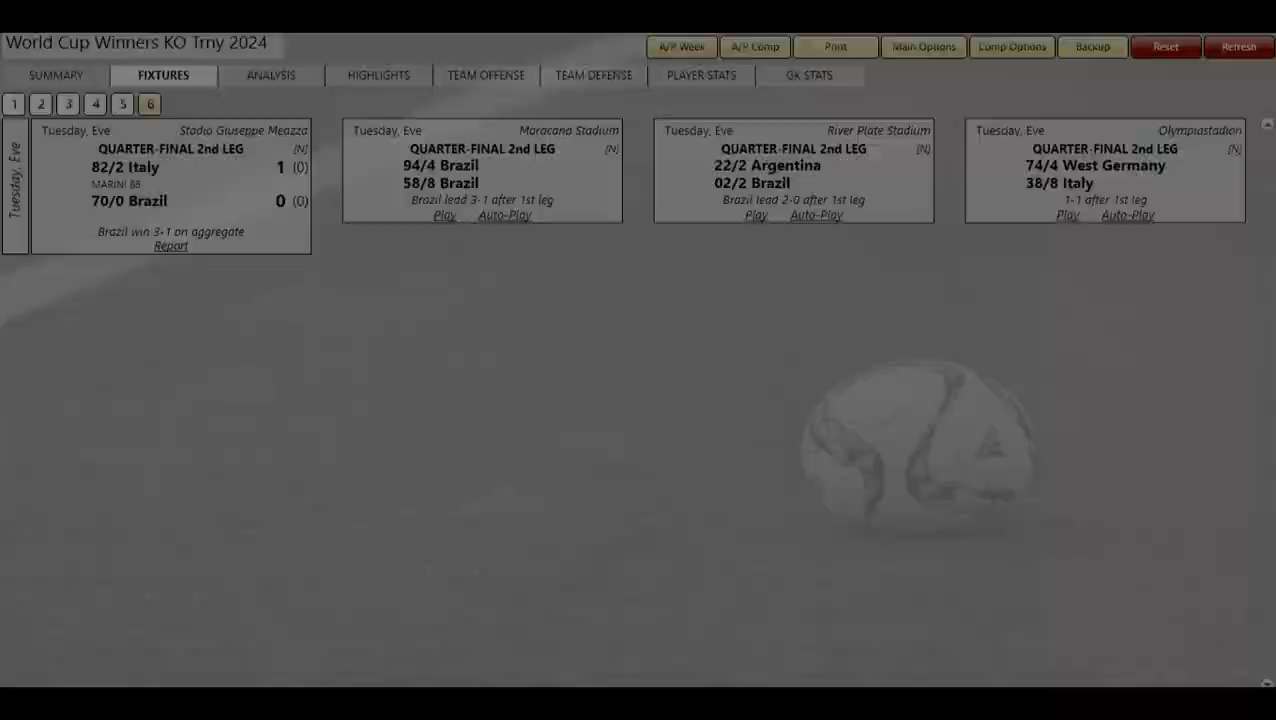 World Cup Winners KO Trny 2024
A/P Week A/P Comp Print Main Options Comp Options Backup Reset Refresh
SUMMARY FIXTURES ANALYSIS HIGHLIGHTS TEAM OFFENSE TEAM DEFENSE PLAYER STATS GK STATS
1 2 3 4 5 6
Tuesday, Eve
Tuesday, Eve Stadio Giuseppe Meazza
QUARTER-FINAL 2nd LEG [N]
82/2 Italy 1 (0)
MARINI 88
70/0 Brazil 0 (0)
Brazil win 3-1 on aggregate
Report
Tuesday, Eve Maracana Stadium
QUARTER-FINAL 2nd LEG [N]
94/4 Brazil
58/8 Brazil
Brazil lead 3-1 after 1st leg
Play Auto-Play
Tuesday, Eve River Plate Stadium
QUARTER-FINAL 2nd LEG [N]
22/2 Argentina
02/2 Brazil
Brazil lead 2-0 after 1st leg
Play Auto-Play
Tuesday, Eve Olympiastadion
QUARTER-FINAL 2nd LEG [N]
74/4 West Germany
38/8 Italy
1-1 after 1st leg
Play Auto-Play